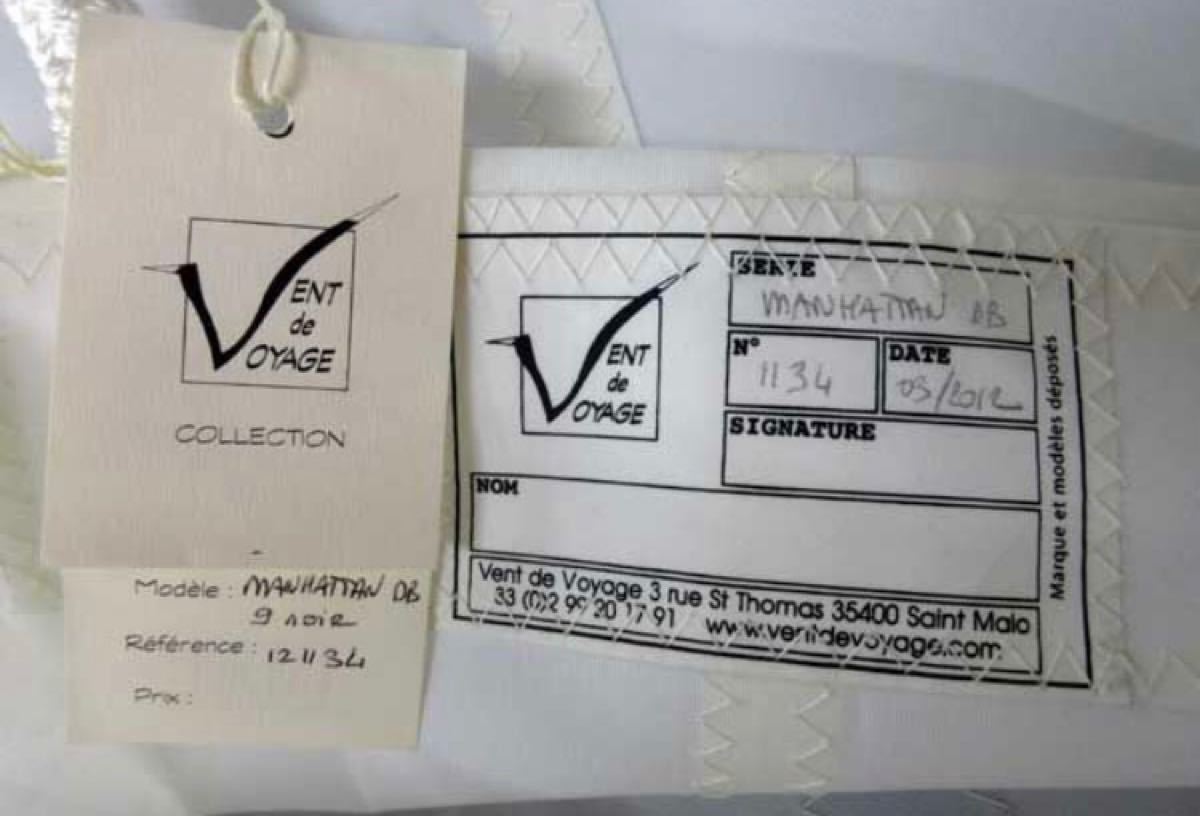 VENT
de
VOYAGE
COLLECTION
Modèle : MANHATTAN DB
9 noir
Référence : 121134
Prix :
VENT
de
VOYAGE
SERIE
MANHATTAN DB
N°
1134
DATE
03/2012
SIGNATURE
NOM
Vent de Voyage 3 rue St Thomas 35400 Saint Malo
33 (0)2 99 20 17 91 www.ventdevoyage.com
Marque et modèles déposés